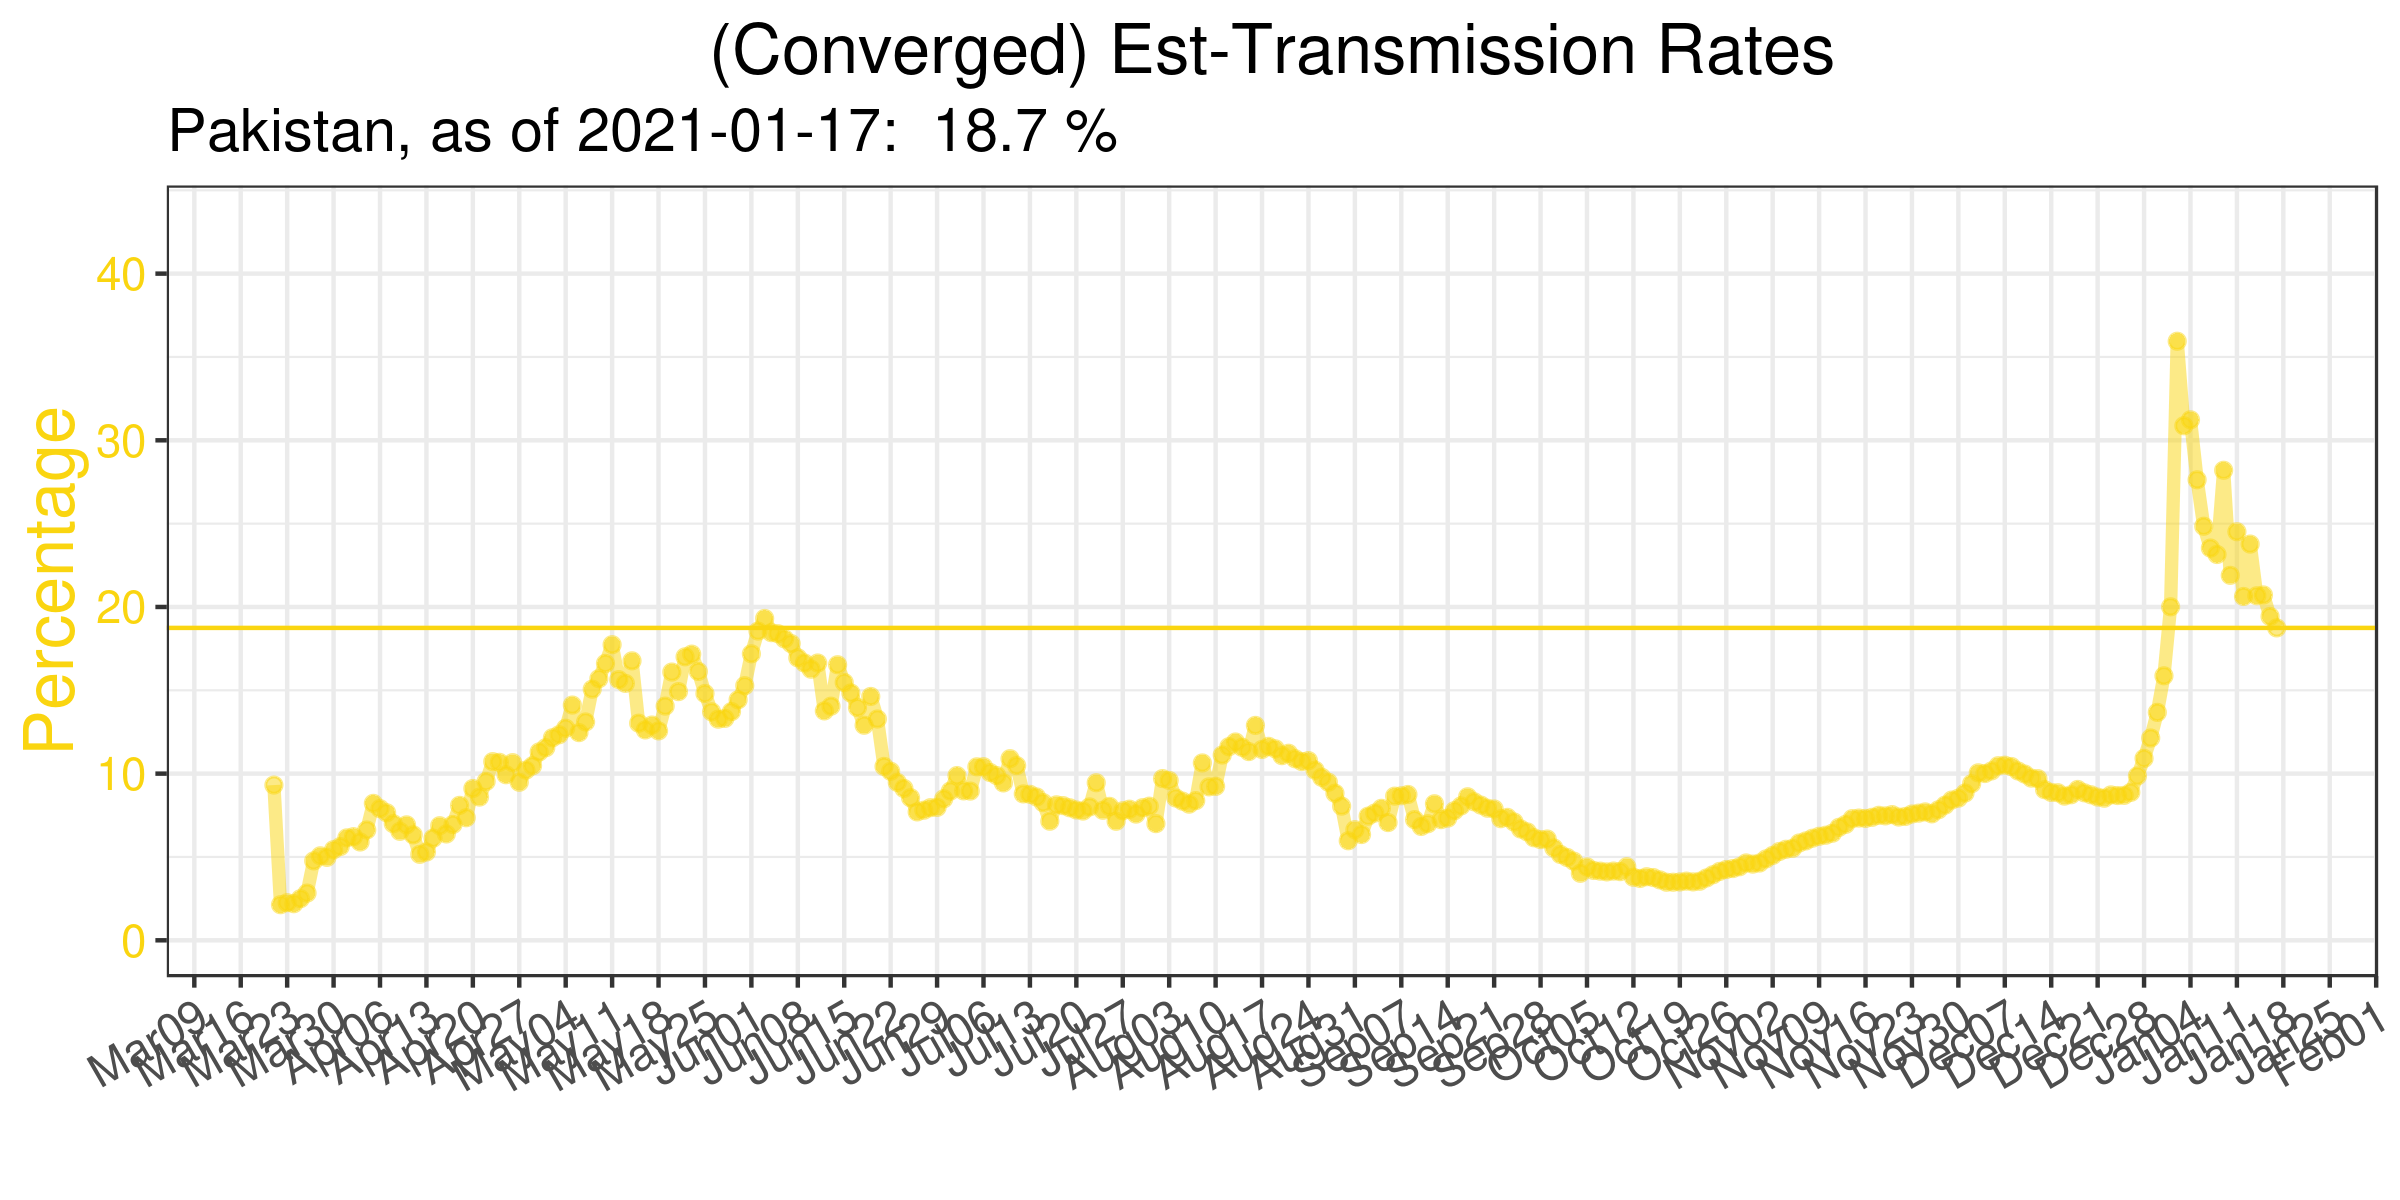 (Converged) Est-Transmission Rates
Pakistan, as of 2021-01-17:  18.7 %
Percentage
40
30
20
10
0
Mar09
Mar16
Mar23
Mar30
Apr06
Apr13
Apr20
Apr27
May04
May11
May18
May25
Jun01
Jun08
Jun15
Jun22
Jun29
Jul06
Jul13
Jul20
Jul27
Aug03
Aug10
Aug17
Aug24
Aug31
Sep07
Sep14
Sep21
Sep28
Oct05
Oct12
Oct19
Oct26
Nov02
Nov09
Nov16
Nov23
Nov30
Dec07
Dec14
Dec21
Dec28
Jan04
Jan11
Jan18
Jan25
Feb01